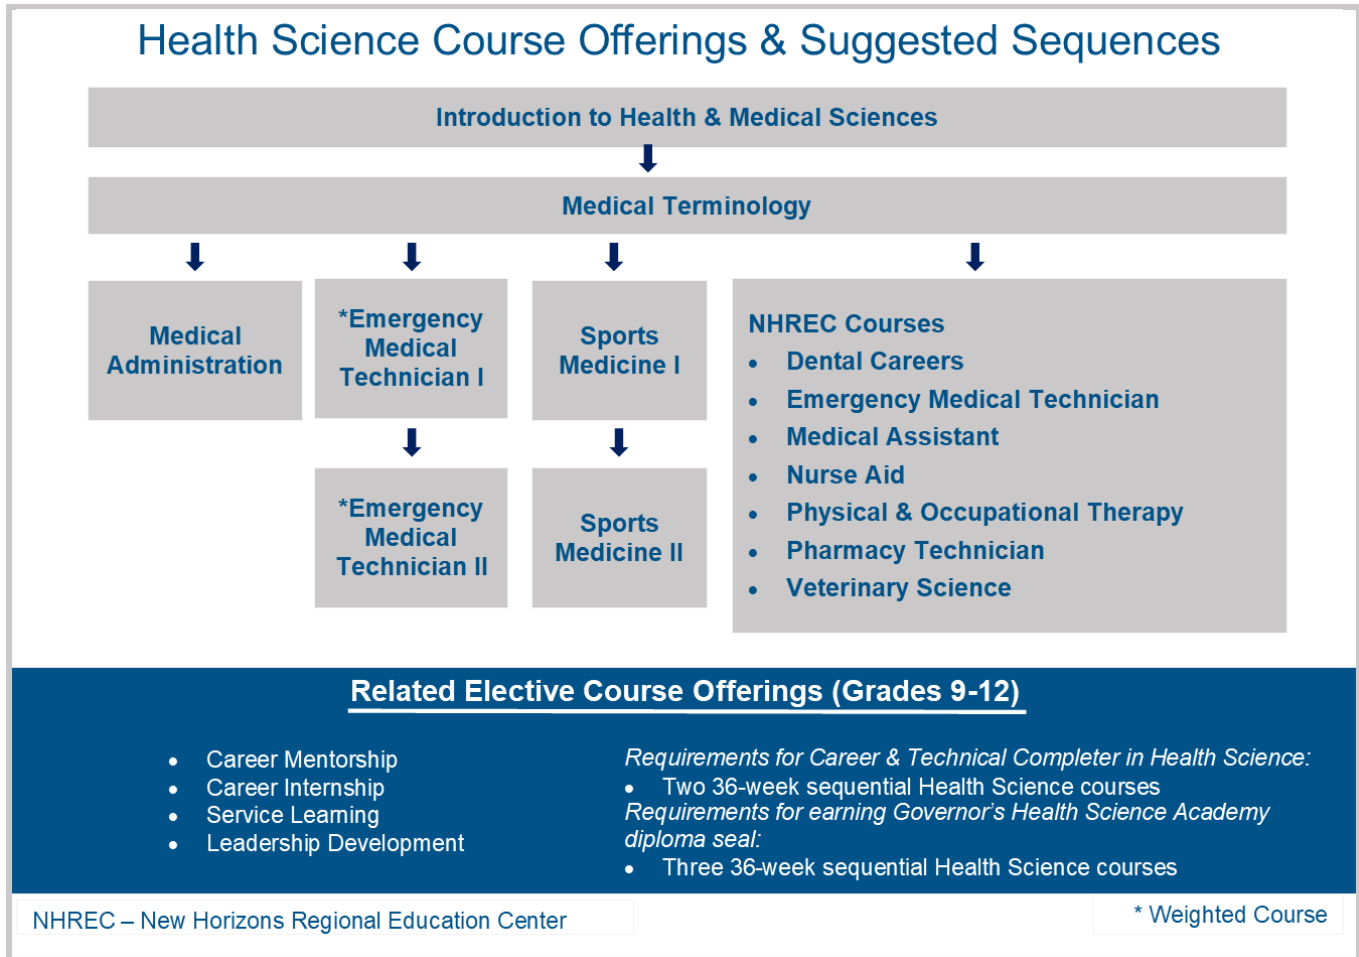 Health Science Course Offerings & Suggested Sequences
Introduction to Health & Medical Sciences
Medical Terminology
Medical
Administration
*Emergency
Medical
Technician I
Sports
Medicine I
*Emergency
Medical
Technician II
Sports
Medicine II
NHREC Courses
• Dental Careers
• Emergency Medical Technician
• Medical Assistant
• Nurse Aid
• Physical & Occupational Therapy
• Pharmacy Technician
• Veterinary Science
Related Elective Course Offerings (Grades 9-12)
• Career Mentorship
• Career Internship
• Service Learning
• Leadership Development
Requirements for Career & Technical Completer in Health Science:
• Two 36-week sequential Health Science courses
Requirements for earning Governor's Health Science Academy
diploma seal:
• Three 36-week sequential Health Science courses
NHREC – New Horizons Regional Education Center
* Weighted Course